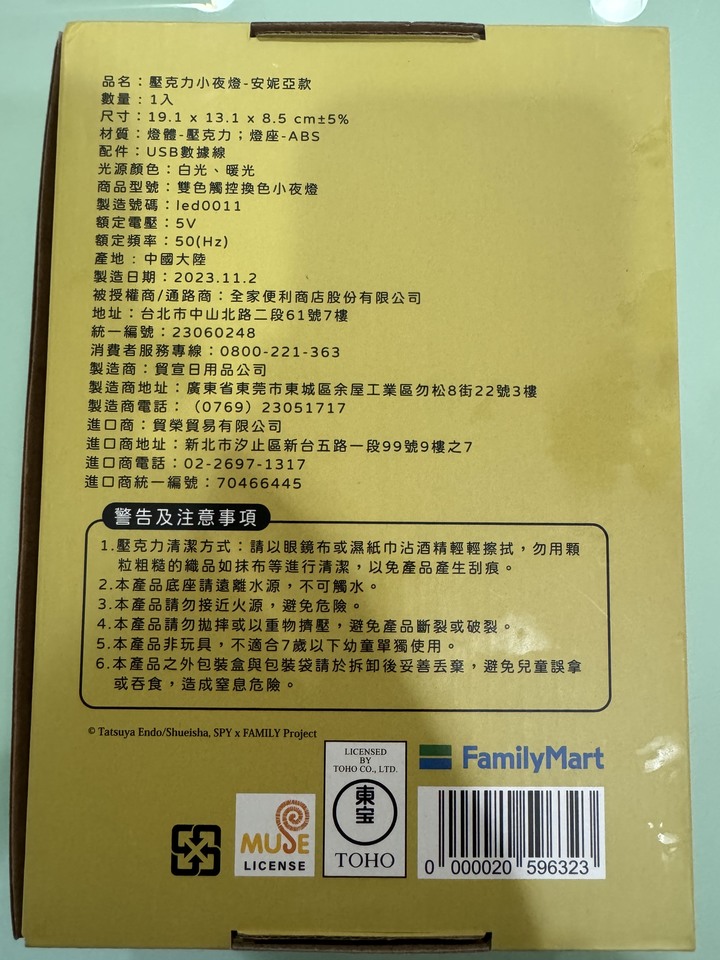 品名：壓克力小夜燈-安妮亞款
數量：1入
尺寸：19.1 x 13.1 x 8.5 cm±5%
材質：燈體-壓克力；燈座-ABS
配件：USB數據線
光源顏色：白光、暖光
商品型號：雙色觸控換色小夜燈
製造號碼：led0011
額定電壓：5V
額定頻率：50(Hz)
產地：中國大陸
製造日期：2023.11.2
被授權商/通路商：全家便利商店股份有限公司
地址：台北市中山北路二段61號7樓
統一編號：23060248
消費者服務專線：0800-221-363
製造商：貿宣日用品公司
製造商地址：廣東省東莞市東城區余屋工業區勿松8街22號3樓
製造商電話：（0769）23051717
進口商：貿榮貿易有限公司
進口商地址：新北市汐止區新台五路一段99號9樓之7
進口商電話：02-2697-1317
進口商統一編號：70466445
警告及注意事項
1.壓克力清潔方式：請以眼鏡布或濕紙巾沾酒精輕輕擦拭，勿用顆
粒粗糙的織品如抹布等進行清潔，以免產品產生刮痕。
2.本產品底座請遠離水源，不可觸水。
3.本產品請勿接近火源，避免危險。
4.本產品請勿拋摔或以重物擠壓，避免產品斷裂或破裂。
5.本產品非玩具，不適合7歲以下幼童單獨使用。
6.本產品之外包裝盒與包裝袋請於拆卸後妥善丟棄，避免兒童誤拿
或吞食，造成窒息危險。
© Tatsuya Endo/Shueisha, SPY x FAMILY Project
MUSE
LICENSE
LICENSED
BY
TOHO CO., LTD.
東宝
TOHO
FamilyMart
0 000020 596323